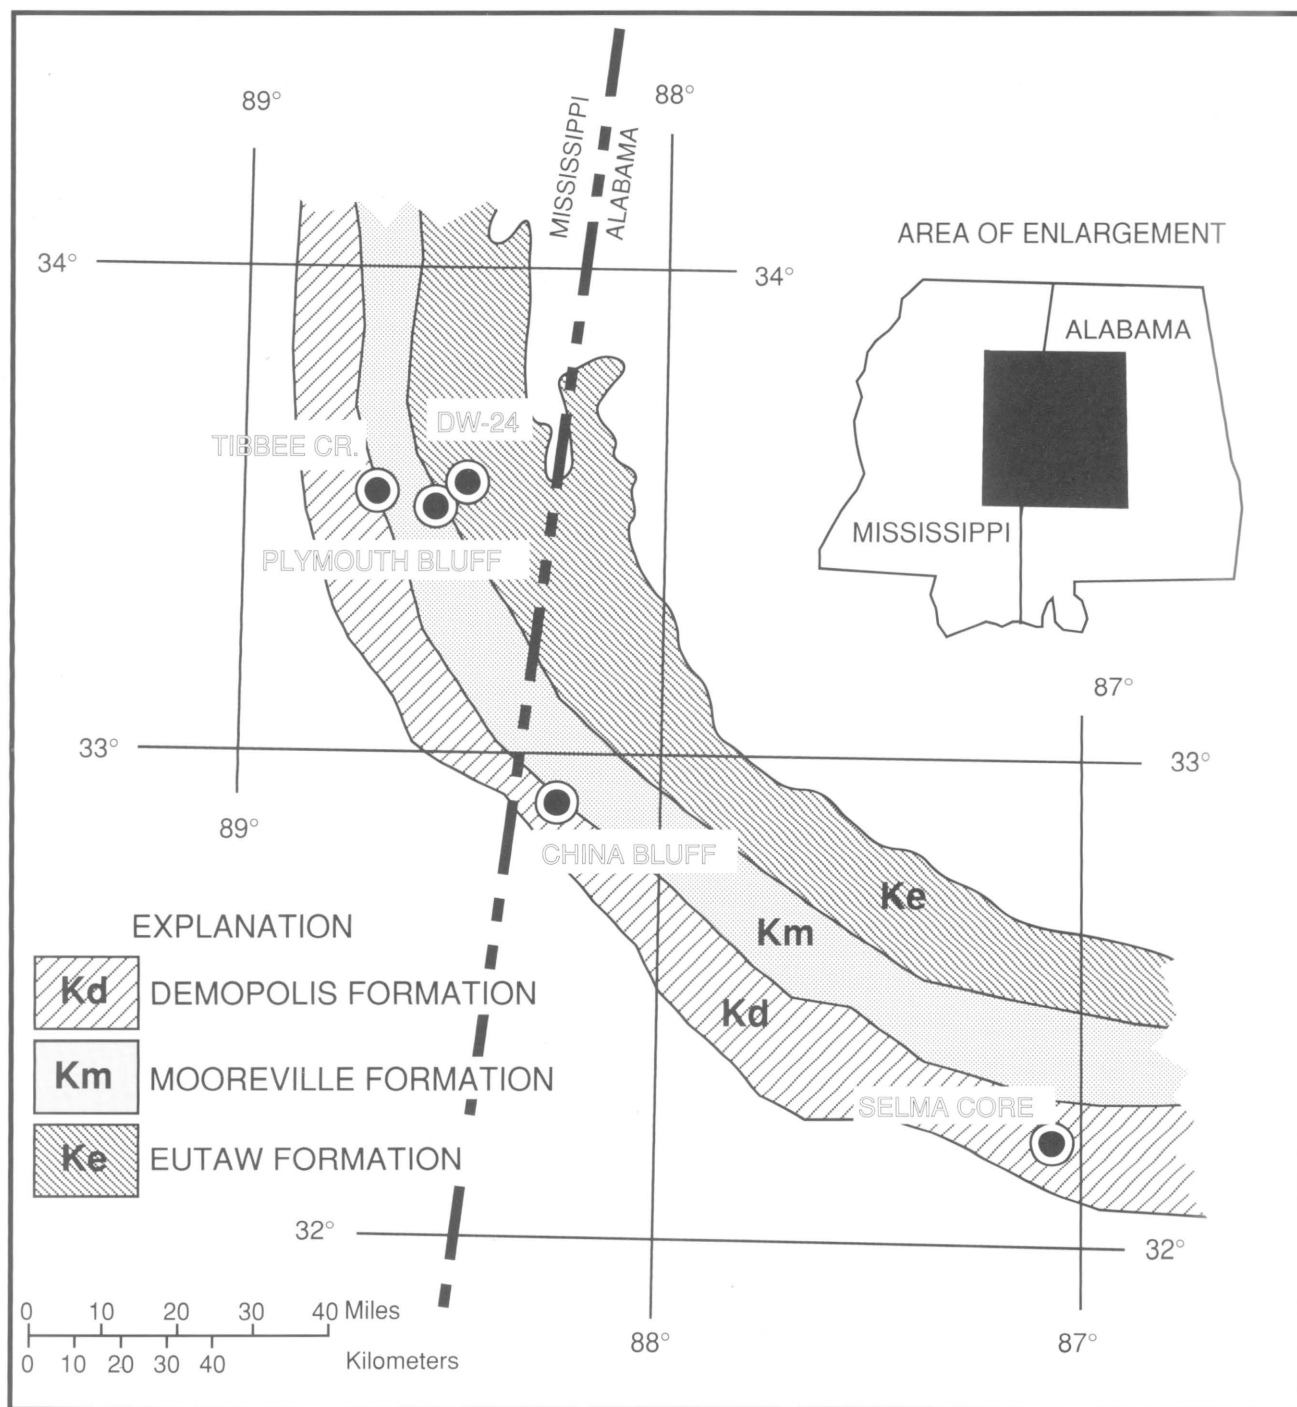 89°
88°
MISSISSIPPI
ALABAMA
AREA OF ENLARGEMENT
34°
34°
ALABAMA
DW-24
TIBBEE CR.
MISSISSIPPI
PLYMOUTH BLUFF
87°
33°
33°
89°
CHINA BLUFF
Ke
EXPLANATION
Km
Kd DEMOPOLIS FORMATION
Kd
Km MOOREVILLE FORMATION
SELMA CORE
Ke EUTAW FORMATION
32°
32°
0 10 20 30 40 Miles
0 10 20 30 40 Kilometers
88°
87°